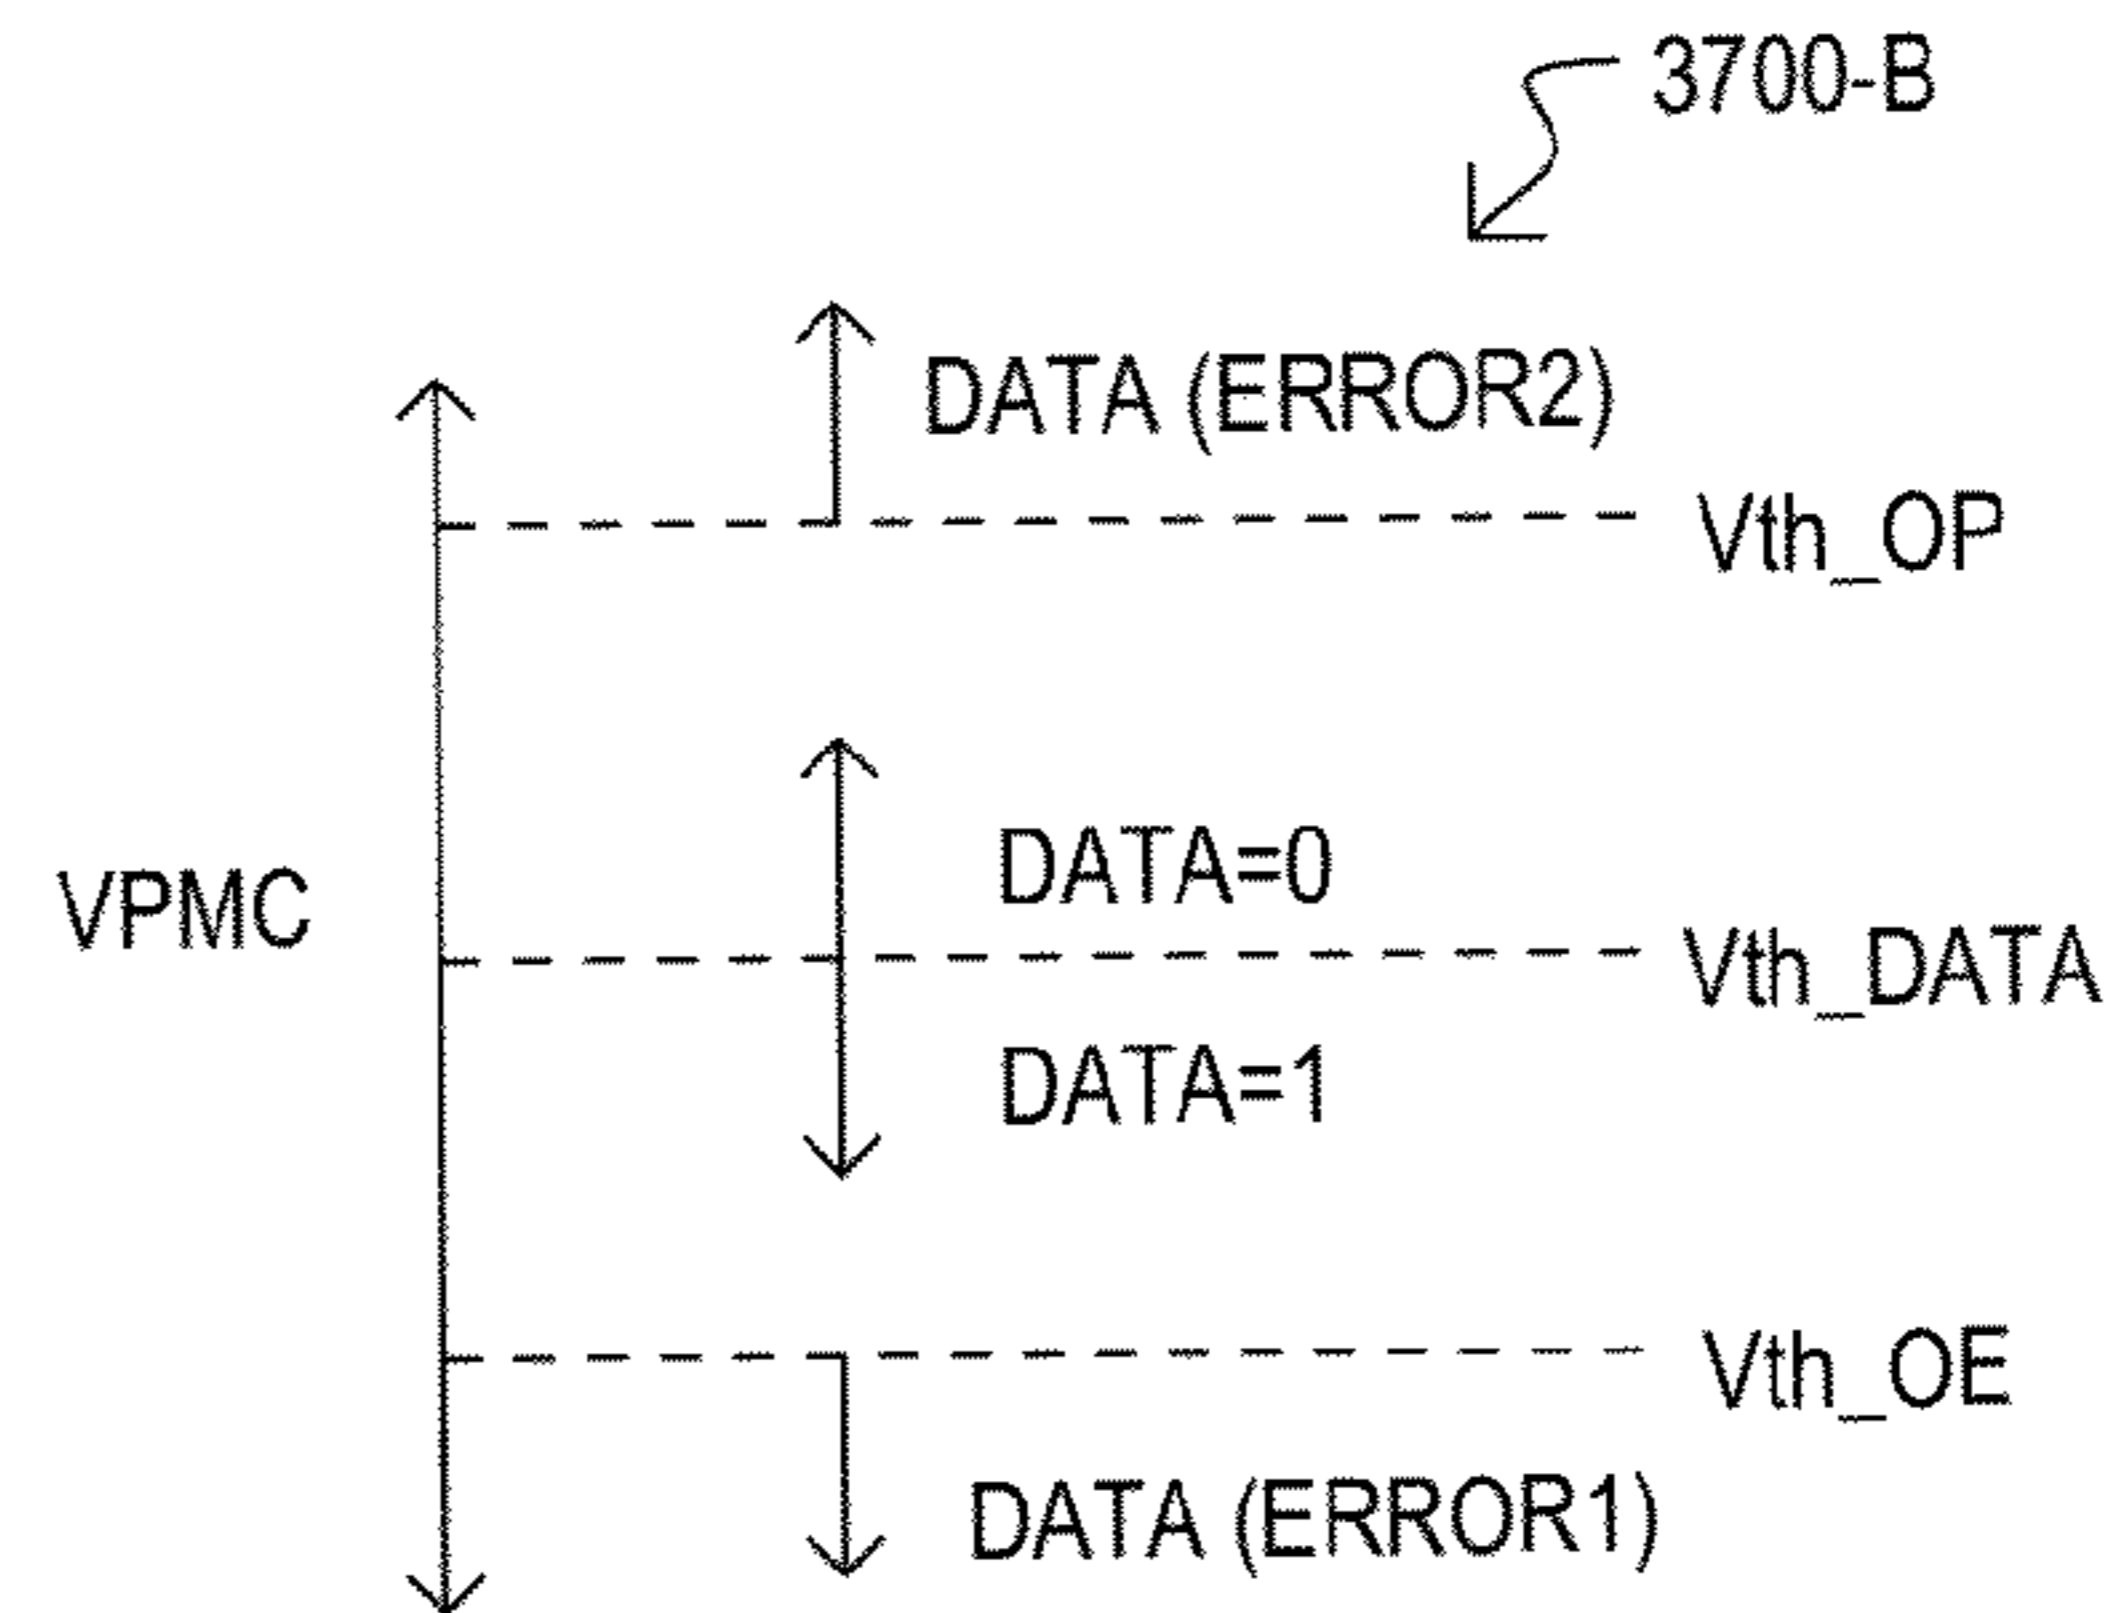 3700-B
DATA (ERROR2)
Vth_OP
DATA=0
VPMC
Vth_DATA
DATA=1
Vth_OE
DATA (ERROR1)